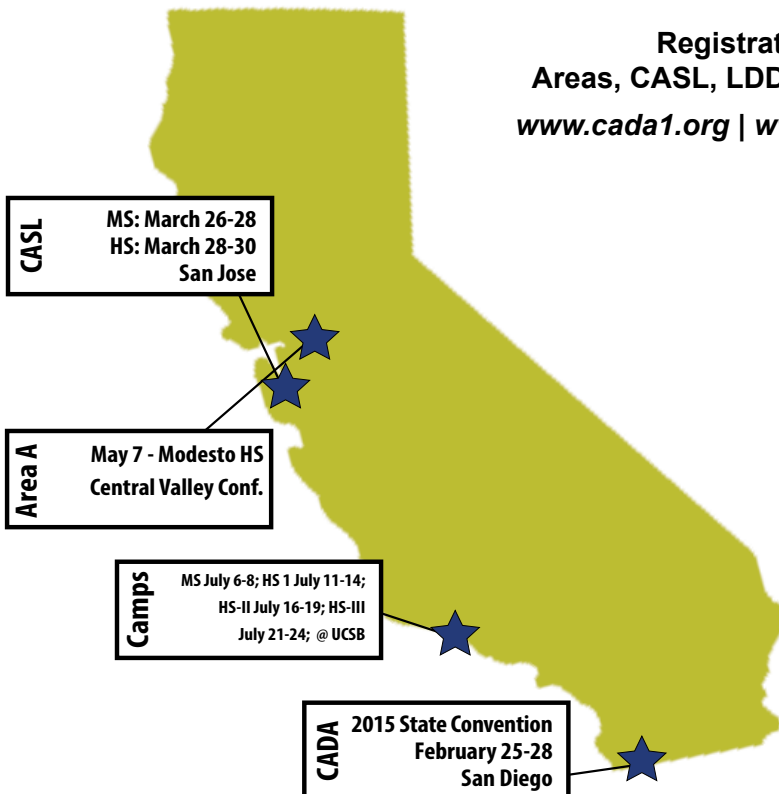 Registrat
Areas, CASL, LDD
www.cada1.org | w
CASL
MS: March 26-28
HS: March 28-30
San Jose
Area A
May 7 - Modesto HS
Central Valley Conf.
Camps
MS July 6-8; HS 1 July 11-14;
HS-II July 16-19; HS-III
July 21-24; @ UCSB
CADA
2015 State Convention
February 25-28
San Diego